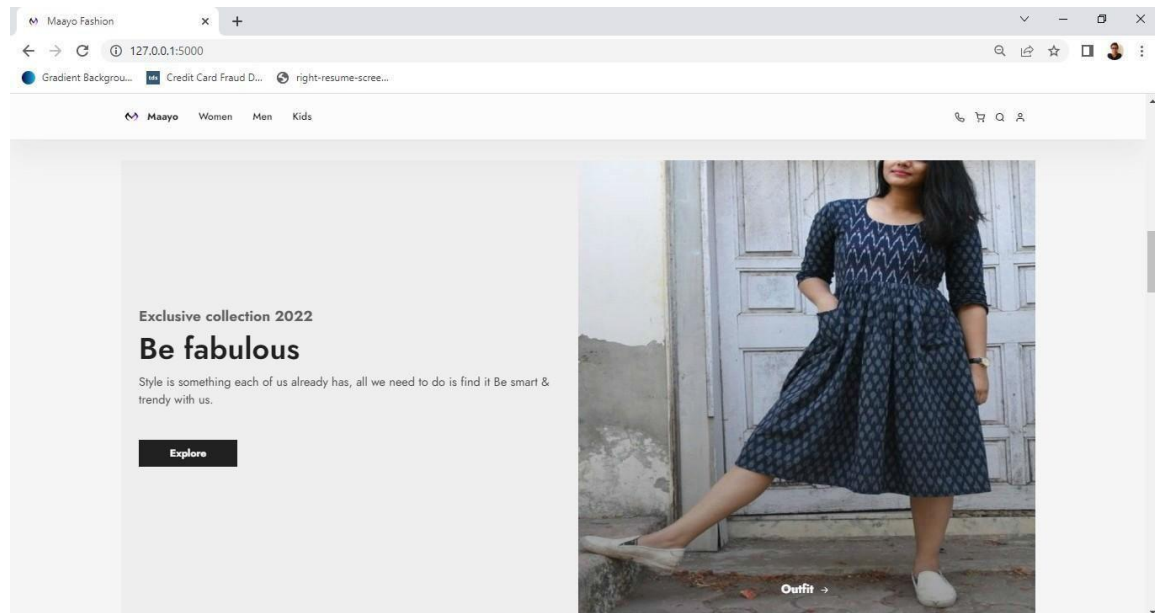 Maayo Fashion
127.0.0.1:5000
Gradient Backgrou...
Credit Card Fraud D...
right-resume-scree...
Maayo Women Men Kids
Exclusive collection 2022
Be fabulous
Style is something each of us already has, all we need to do is find it Be smart &
trendy with us.
Explore
Outfit →